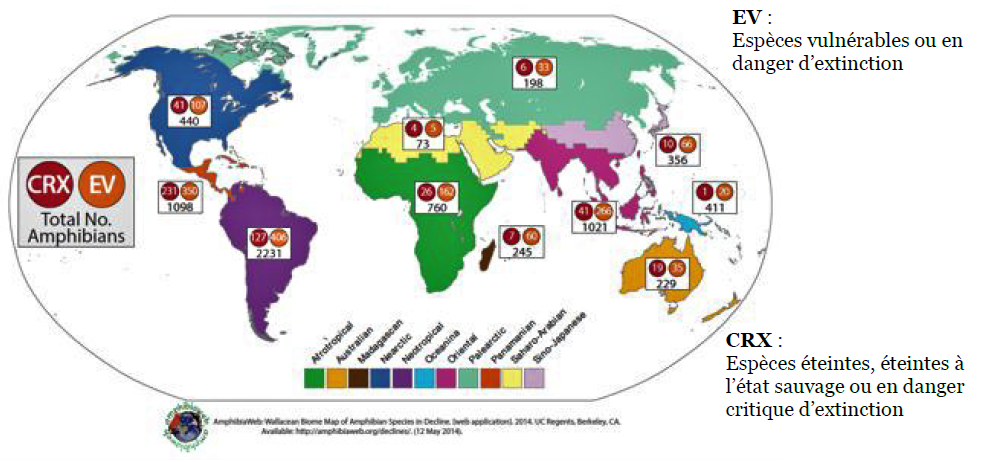 EV :
Espèces vulnérables ou en
danger d’extinction
6 33
198
41 107
440
4 5
73
10 66
356
CRX EV
Total No.
Amphibians
231 350
1098
26 162
760
1 20
411
41 266
1021
127 406
2231
7 60
245
19 35
229
CRX :
Espèces éteintes, éteintes à
l’état sauvage ou en danger
critique d’extinction
Afrotropical
Australian
Madagascan
Nearctic
Neotropical
Oceanina
Oriental
Palearctic
Panamanian
Saharo-Arabian
Sino-Japanese
amphibiaweb
AmphibiaWeb: Wallacean Biome Map of Amphibian Species in Decline. [web application]. 2014. UC Regents, Berkeley, CA.
Available: http://amphibiaweb.org/declines/. (12 May 2014).